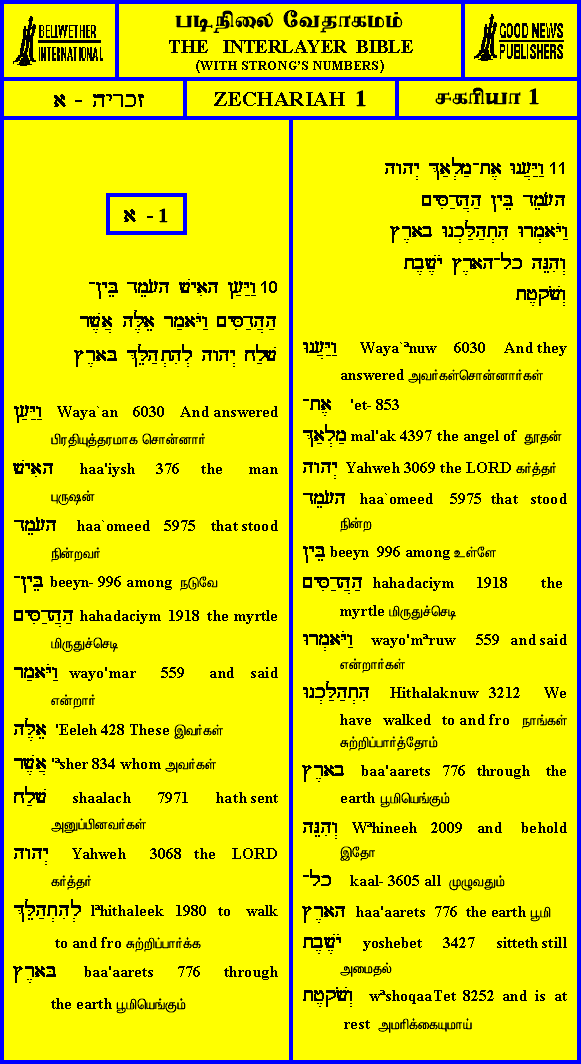 BELLWETHER
INTERNATIONAL
படிநிலை வேதாகமம்
THE INTERLAYER BIBLE
(WITH STRONG'S NUMBERS)
GOOD NEWS
PUBLISHERS
זכריה - א
ZECHARIAH 1
சகரியா 1
א - 1
10 וַיַּעַן הָאִישׁ הָעֹמֵד בֵּין־
הַהֲדַסִּים וַיֹּאמַר אֵלֶּה אֲשֶׁר
שָׁלַח יְהוָה לְהִתְהַלֵּךְ בָּאָרֶץ
וַיַּעַן Waya`an 6030 And answered
பிரதியுத்தரமாக சொன்னார்
הָאִישׁ haa'iysh 376 the man
புருஷன்
הָעֹמֵד haa`omeed 5975 that stood
நின்றவர்
בֵּין־ beeyn- 996 among நடுவே
הַהֲדַסִּים hahadaciym 1918 the myrtle
மிருதுச்செடி
וַיֹּאמַר wayo'mar 559 and said
என்றார்
אֵלֶּה 'Eeleh 428 These இவர்கள்
אֲשֶׁר 'ªsher 834 whom அவர்கள்
שָׁלַח shaalach 7971 hath sent
அனுப்பினவர்கள்
יְהוָה Yahweh 3068 the LORD
கர்த்தர்
לְהִתְהַלֵּךְ lªhithaleek 1980 to walk
to and fro சுற்றிப்பார்க்க
בָּאָרֶץ baa'aarets 776 through
the earth பூமியெங்கும்
11 וַיַּעֲנוּ אֶת־מַלְאַךְ יְהוָה
הָעֹמֵד בֵּין הַהֲדַסִּים
וַיֹּאמְרוּ הִתְהַלַּכְנוּ בָאָרֶץ
וְהִנֵּה כָל־הָאָרֶץ יֹשֶׁבֶת
וְשֹׁקָטֶת
וַיַּעֲנוּ Waya`ªnuw 6030 And they
answered அவர்கள்சொன்னார்கள்
אֶת־ 'et- 853
מַלְאַךְ mal'ak 4397 the angel of தூதன்
יְהוָה Yahweh 3069 the LORD கர்த்தர்
הָעֹמֵד haa`omeed 5975 that stood
நின்ற
בֵּין beeyn 996 among உள்ளே
הַהֲדַסִּים hahadaciym 1918 the
myrtle மிருதுச்செடி
וַיֹּאמְרוּ wayo'mªruw 559 and said
என்றார்கள்
הִתְהַלַּכְנוּ Hithalaknuw 3212 We
have walked to and fro நாங்கள்
சுற்றிப்பார்த்தோம்
בָאָרֶץ baa'aarets 776 through the
earth பூமியெங்கும்
וְהִנֵּה Wªhineeh 2009 and behold
இதோ
כָל־ kaal- 3605 all முழுவதும்
הָאָרֶץ haa'aarets 776 the earth பூமி
יֹשֶׁבֶת yoshebet 3427 sitteth still
அமைதல்
וְשֹׁקָטֶת wªshoqaaTet 8252 and is at
rest அமரிக்கையுமாய்